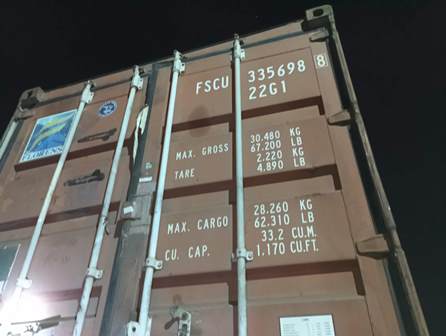 FSCU 335698 8
22G1
MAX. GROSS 30.480 KG
67.200 LB
TARE. 2.220 KG
4.890 LB
MAX. CARGO 28.260 KG
62.310 LB
CU. CAP. 33.2 CU.M.
1.170 CU.FT.